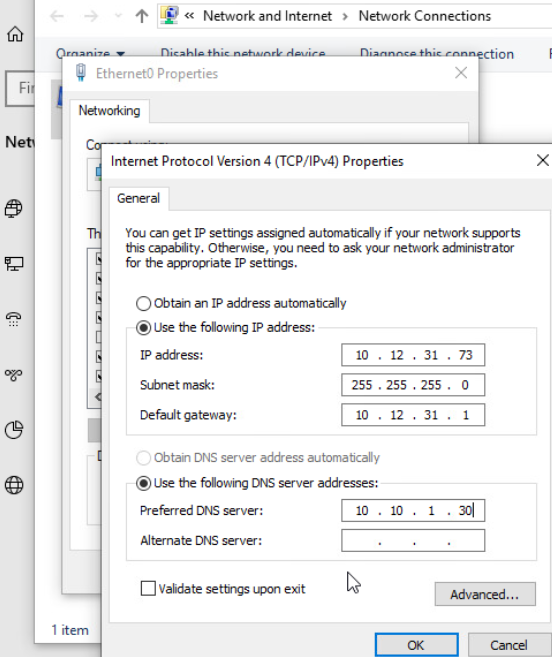 « Network and Internet > Network Connections
Organize Disable this network device Diagnose this connection
Ethernet0 Properties
Networking
Internet Protocol Version 4 (TCP/IPv4) Properties
General
You can get IP settings assigned automatically if your network supports
this capability. Otherwise, you need to ask your network administrator
for the appropriate IP settings.
Obtain an IP address automatically
Use the following IP address:
IP address: 10 . 12 . 31 . 73
Subnet mask: 255 . 255 . 255 . 0
Default gateway: 10 . 12 . 31 . 1
Obtain DNS server address automatically
Use the following DNS server addresses:
Preferred DNS server: 10 . 10 . 1 . 30
Alternate DNS server: . . .
Validate settings upon exit
Advanced...
1 item
OK Cancel